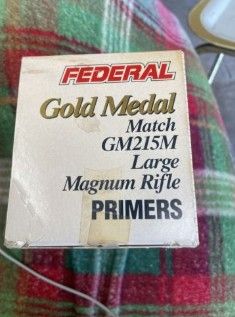 FEDERAL
Gold Medal
Match
GM215M
Large
Magnum Rifle
PRIMERS